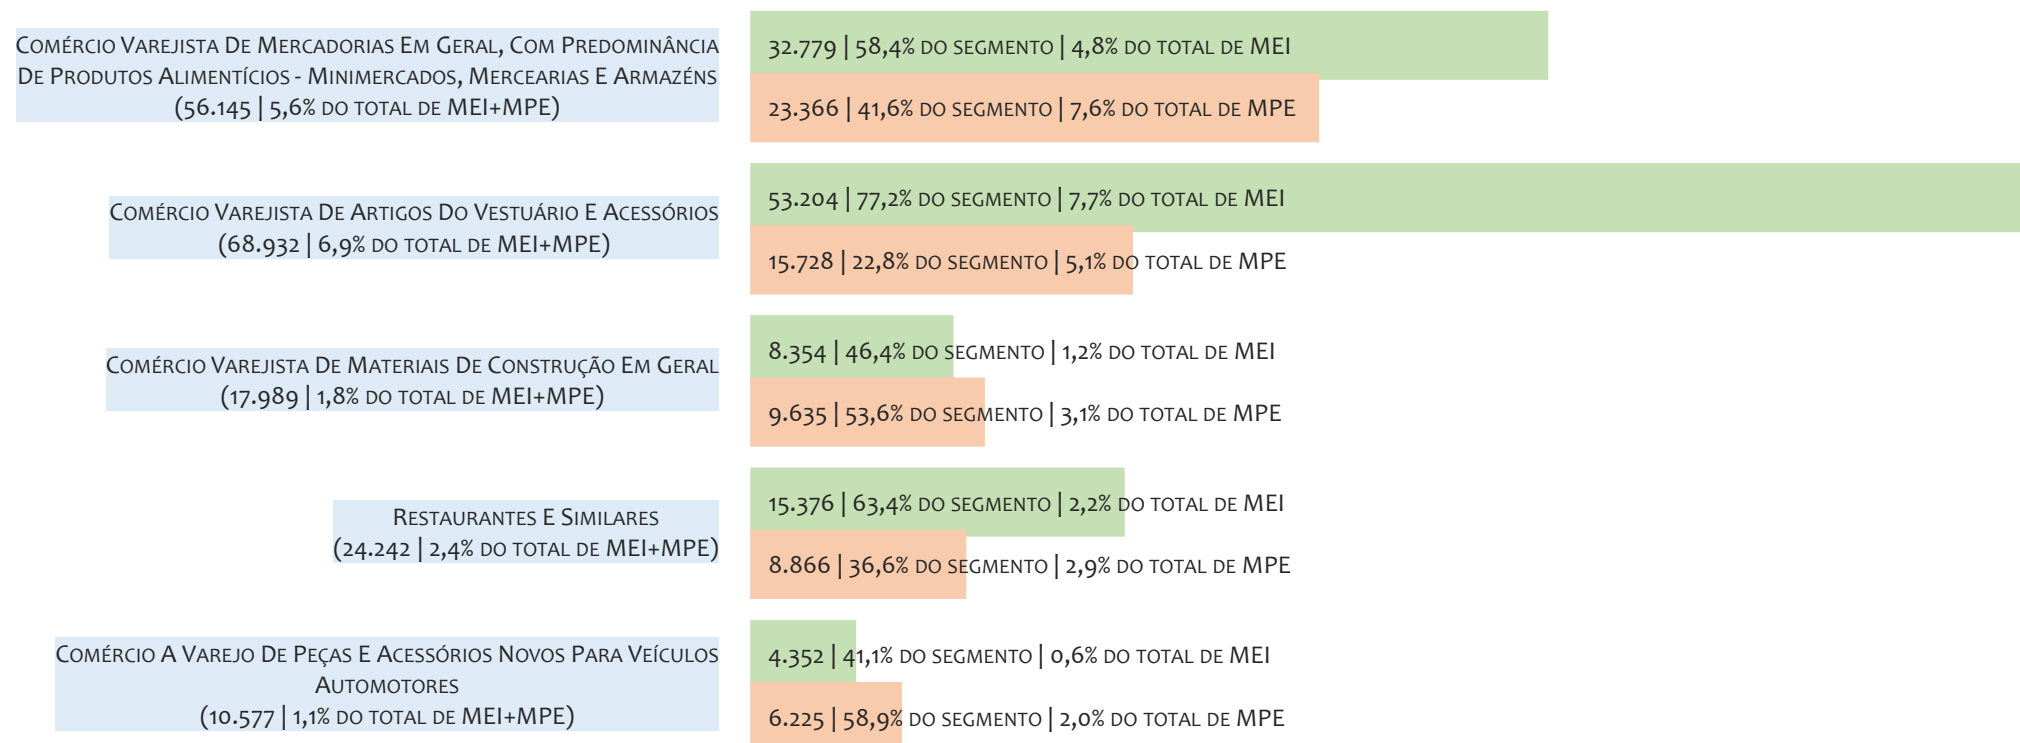 Comércio Varejista De Mercadorias Em Geral, Com Predominância
De Produtos Alimentícios - Minimercados, Mercearias E Armazéns
(56.145 | 5,6% do total de MEI+MPE)
32.779 | 58,4% do segmento | 4,8% do total de MEI
23.366 | 41,6% do segmento | 7,6% do total de MPE
Comércio Varejista De Artigos Do Vestuário E Acessórios
(68.932 | 6,9% do total de MEI+MPE)
53.204 | 77,2% do segmento | 7,7% do total de MEI
15.728 | 22,8% do segmento | 5,1% do total de MPE
Comércio Varejista De Materiais De Construção Em Geral
(17.989 | 1,8% do total de MEI+MPE)
8.354 | 46,4% do segmento | 1,2% do total de MEI
9.635 | 53,6% do segmento | 3,1% do total de MPE
Restaurantes E Similares
(24.242 | 2,4% do total de MEI+MPE)
15.376 | 63,4% do segmento | 2,2% do total de MEI
8.866 | 36,6% do segmento | 2,9% do total de MPE
Comércio A Varejo De Peças E Acessórios Novos Para Veículos
Automotores
(10.577 | 1,1% do total de MEI+MPE)
4.352 | 41,1% do segmento | 0,6% do total de MEI
6.225 | 58,9% do segmento | 2,0% do total de MPE